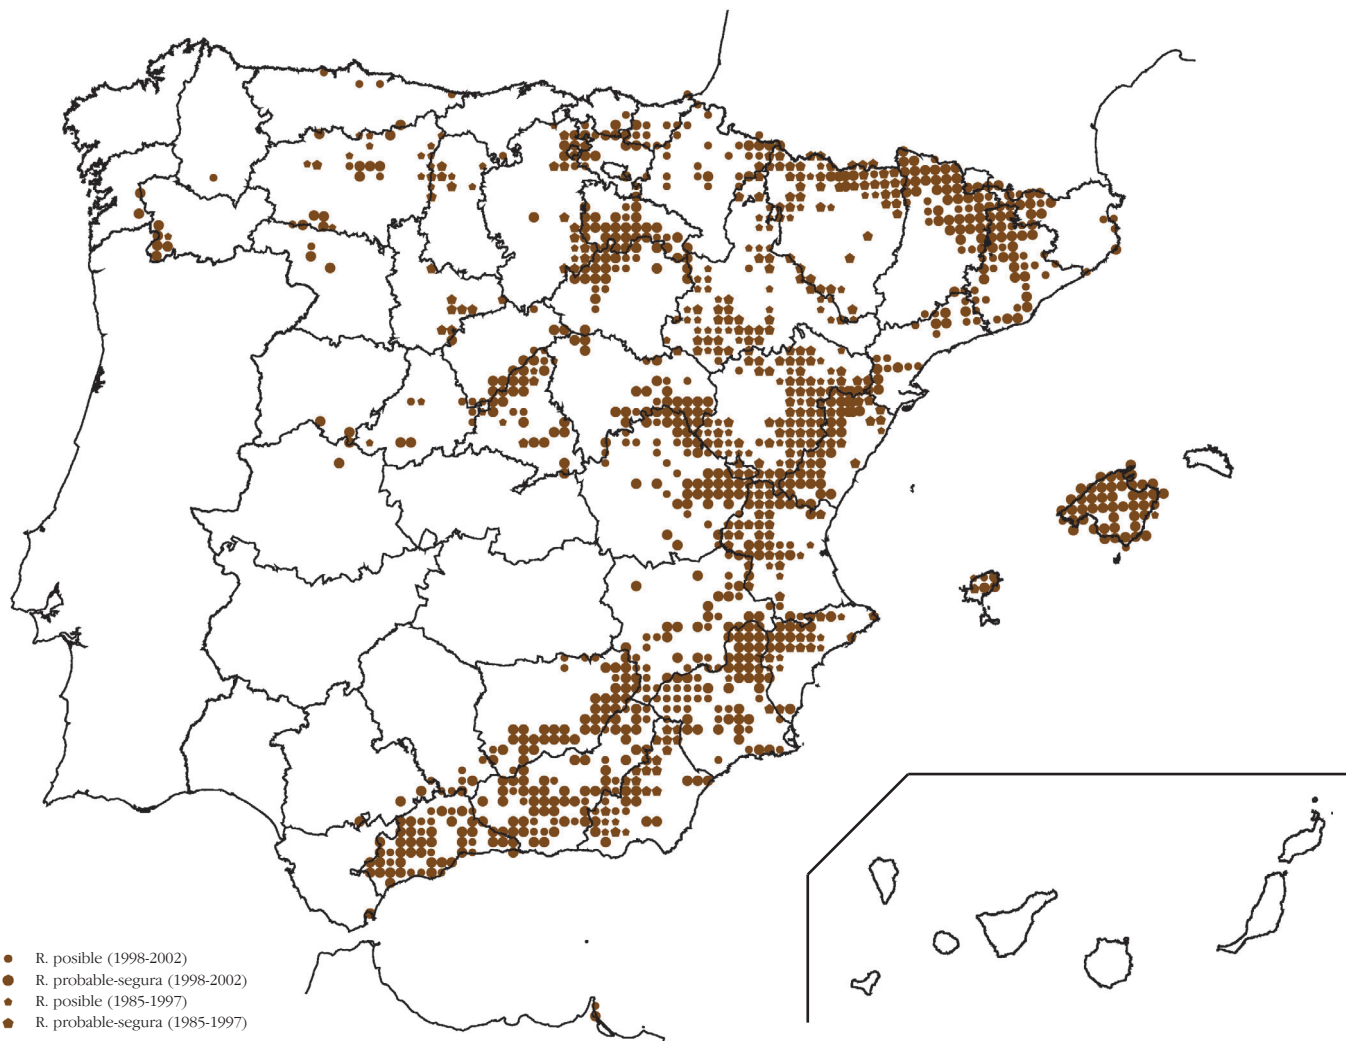 R. posible (1998-2002)
R. probable-segura (1998-2002)
R. posible (1985-1997)
R. probable-segura (1985-1997)